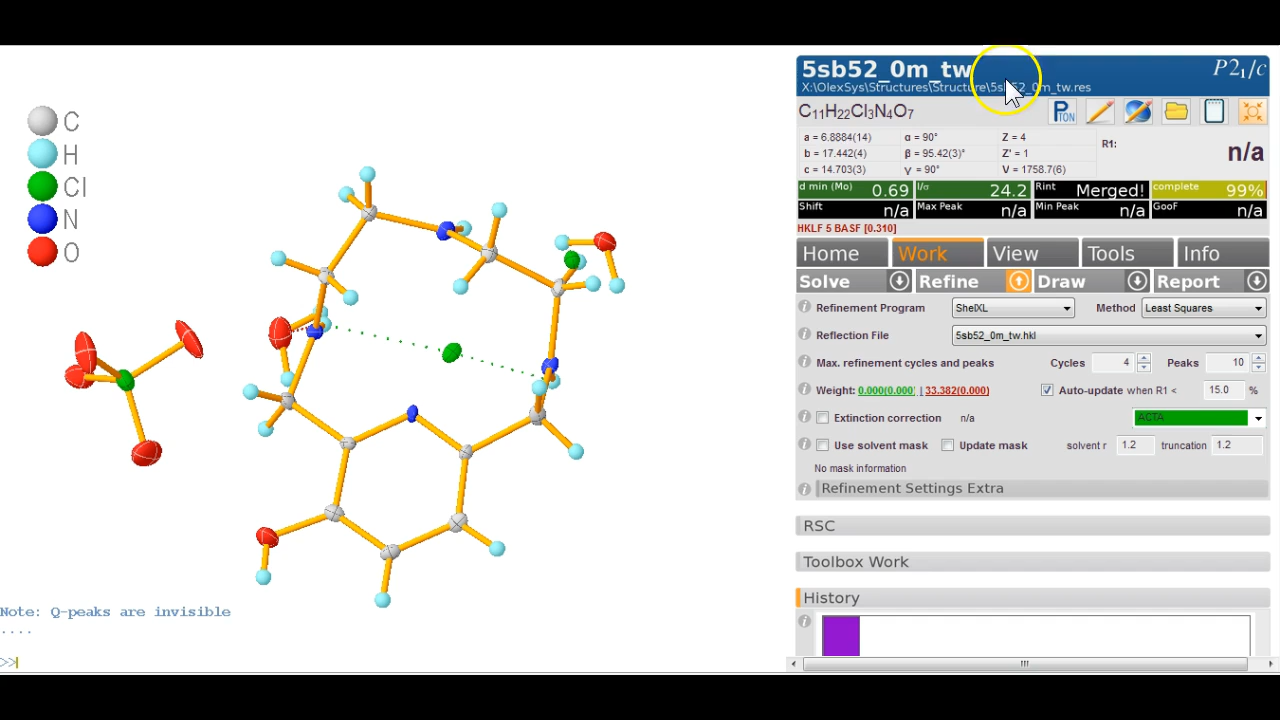 5sb52_0m_tw
P2₁/c
X:\OlexSys\Structures\Structure\5sb52_0m_tw.res
C₁₁H₂₂Cl₃N₄O₇
PTON
a = 6.8884(14) α = 90° Z = 4 R1: n/a
b = 17.442(4) β = 95.42(3)° Z' = 1
c = 14.703(3) γ = 90° V = 1758.7(6)
d min (Mo) 0.69 I/σ 24.2 Rint Merged! complete 99%
Shift n/a Max Peak n/a Min Peak n/a GooF n/a
HKLF 5 BASF [0.310]
Home Work View Tools Info
Solve Refine Draw Report
Refinement Program ShelXL Method Least Squares
Reflection File 5sb52_0m_tw.hkl
Max. refinement cycles and peaks Cycles 4 Peaks 10
Weight: 0.000(0.000) | 33.382(0.000) Auto-update when R1 < 15.0 %
Extinction correction n/a ACTA
Use solvent mask Update mask solvent r 1.2 truncation 1.2
No mask information
Refinement Settings Extra
RSC
Toolbox Work
History
C
H
Cl
N
O
Note: Q-peaks are invisible
....
>>